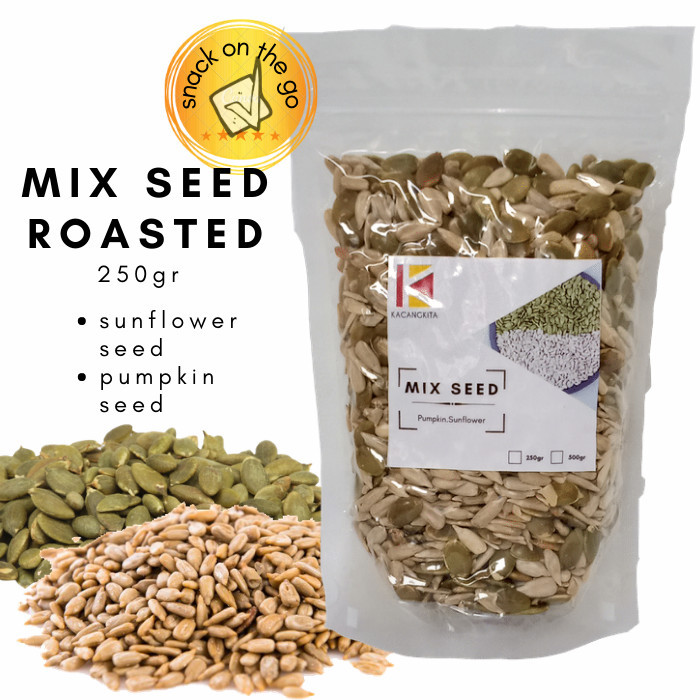 snack on the go
MIX SEED
ROASTED
250gr
• sunflower
seed
• pumpkin
seed
KACANGKITA
MIX SEED
Pumpkin.Sunflower
250gr
500gr